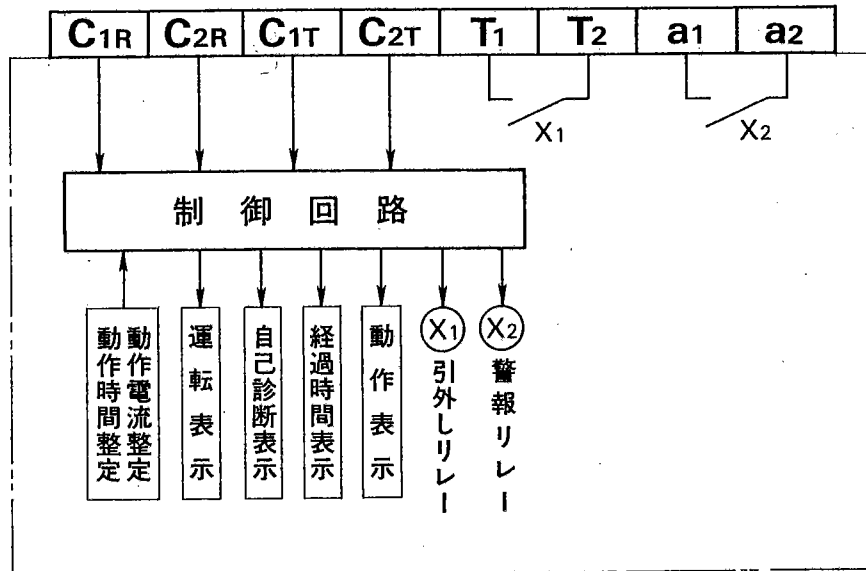 C1R C2R C1T C2T T1 T2 a1 a2
X1 X2
制御回路
動作電流整定
動作時間整定
運転表示
自己診断表示
経過時間表示
動作表示
X1
引外しリレー
X2
警報リレー